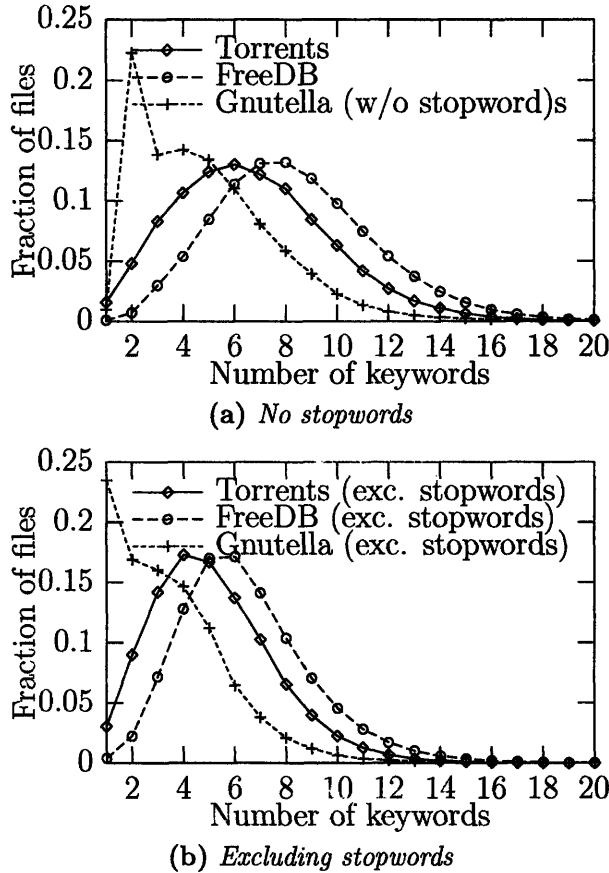 0.25
0.2
0.15
0.1
0.05
0
Fraction of files
Torrents
FreeDB
Gnutella (w/o stopword)s
2 4 6 8 10 12 14 16 18 20
Number of keywords
(a) No stopwords
0.25
0.2
0.15
0.1
0.05
0
Fraction of files
Torrents (exc. stopwords)
FreeDB (exc. stopwords)
Gnutella (exc. stopwords)
2 4 6 8 10 12 14 16 18 20
Number of keywords
(b) Excluding stopwords